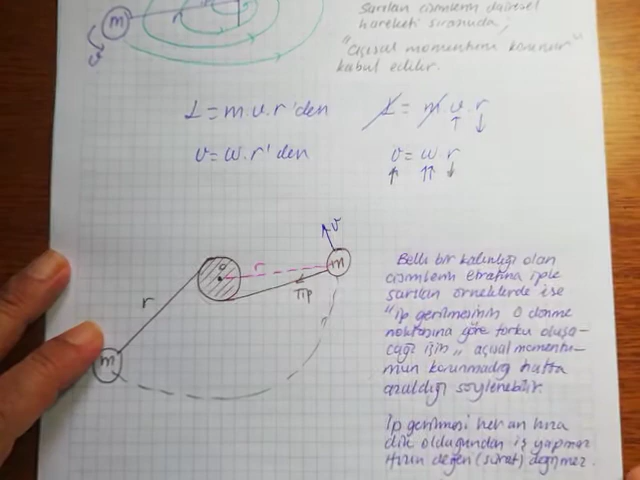 m
r
sarılan cisimlerin dairesel
hareketi sırasında,
"Açısal momentum korunur"
kabul edilir.
L = m.v.r'den
L = m.v.r
v = w.r'den
v = w.r
v
m
r
r
Tip
O
m
Belli bir kalınlığı olan
cisimlerin etrafına iple
sarılan örneklerde ise
"ip gerilmesinin O dönme
noktasına göre torku oluşa-
cağı için" açısal momentu-
mun korunmadığı hatta
azaldığı söylenebilir.
İp gerilmesi her an hıza
dik olduğundan iş yapmaz
Hızın değeri (sürat) değişmez.